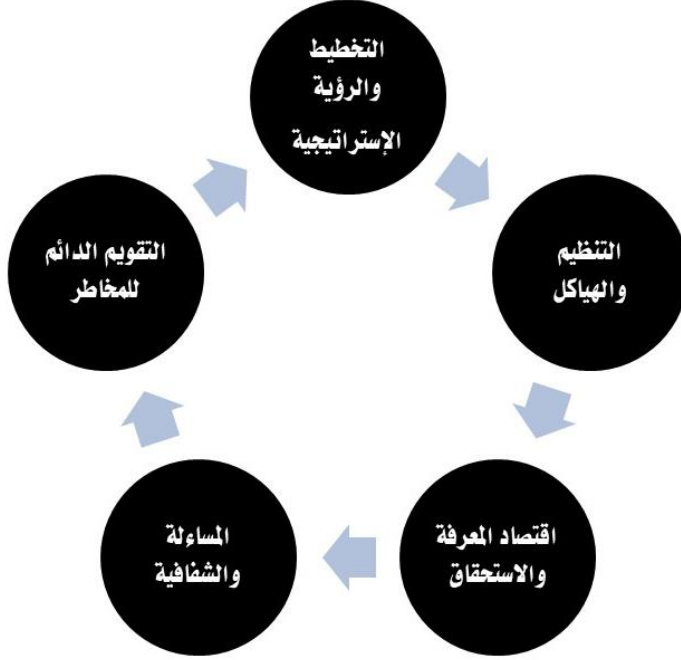 التخطيط
والرؤية
الإستراتيجية
التنظيم
والهياكل
اقتصاد المعرفة
والاستحقاق
المساءلة
والشفافية
التقويم الدائم
للمخاطر